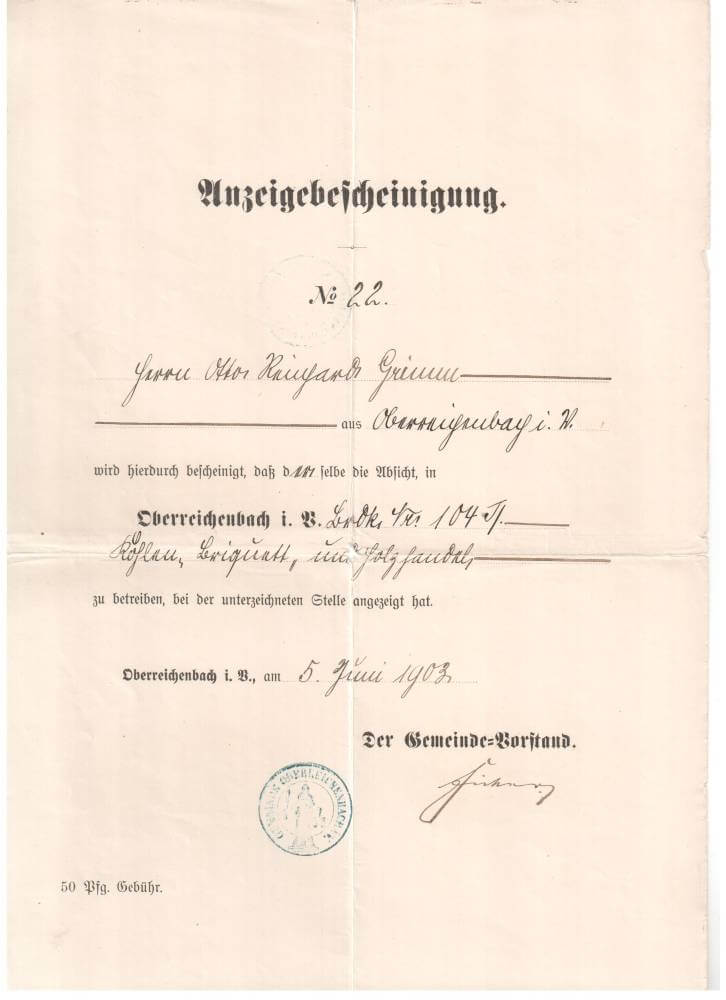 Anzeigebescheinigung.
№ 22.
Herrn Otto Reinhard Grimm
aus Oberreichenbach i. V.
wird hierdurch bescheinigt, daß derselbe die Absicht, in
Oberreichenbach i. V. Brdk. Nr. 104
Kohlen-, Briquett- und Holzhandel,
zu betreiben, bei der unterzeichneten Stelle angezeigt hat.
Oberreichenbach i. V., am 5. Juni 1903
Der Gemeinde-Vorstand.
50 Pfg. Gebühr.